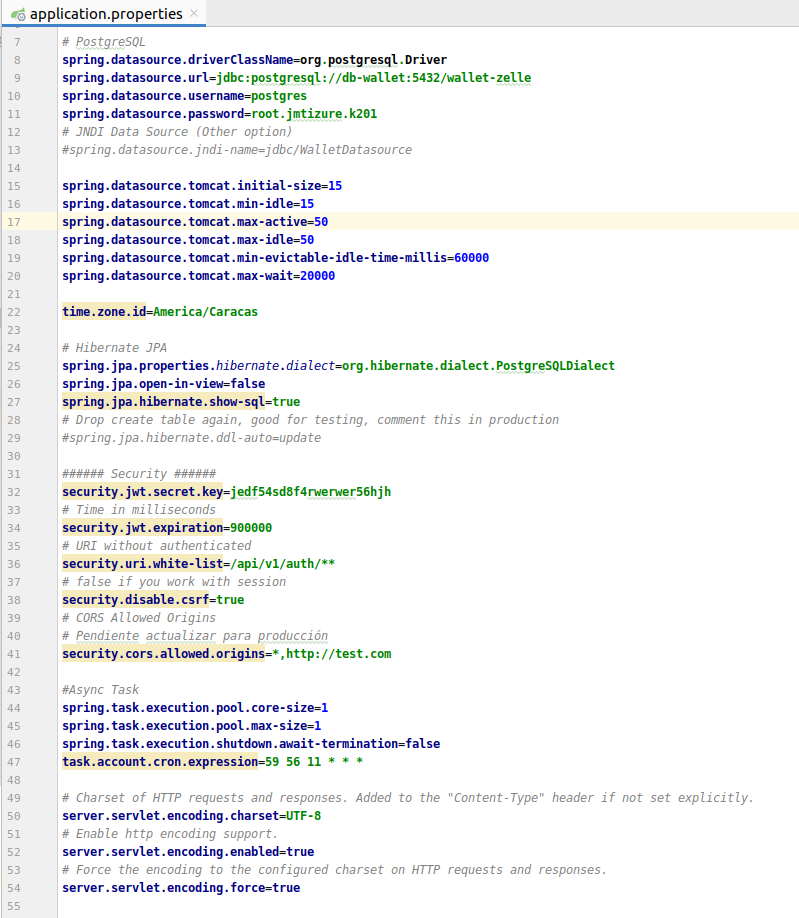 application.properties
7 # PostgreSQL
8 spring.datasource.driverClassName=org.postgresql.Driver
9 spring.datasource.url=jdbc:postgresql://db-wallet:5432/wallet-zelle
10 spring.datasource.username=postgres
11 spring.datasource.password=root.jmtizure.k201
12 # JNDI Data Source (Other option)
13 #spring.datasource.jndi-name=jdbc/WalletDatasource
14
15 spring.datasource.tomcat.initial-size=15
16 spring.datasource.tomcat.min-idle=15
17 spring.datasource.tomcat.max-active=50
18 spring.datasource.tomcat.max-idle=50
19 spring.datasource.tomcat.min-evictable-idle-time-millis=60000
20 spring.datasource.tomcat.max-wait=20000
21
22 time.zone.id=America/Caracas
23
24 # Hibernate JPA
25 spring.jpa.properties.hibernate.dialect=org.hibernate.dialect.PostgreSQLDialect
26 spring.jpa.open-in-view=false
27 spring.jpa.hibernate.show-sql=true
28 # Drop create table again, good for testing, comment this in production
29 #spring.jpa.hibernate.ddl-auto=update
30
31 ###### Security ######
32 security.jwt.secret.key=jedf54sd8f4rwerwer56hjh
33 # Time in milliseconds
34 security.jwt.expiration=900000
35 # URI without authenticated
36 security.uri.white-list=/api/v1/auth/**
37 # false if you work with session
38 security.disable.csrf=true
39 # CORS Allowed Origins
40 # Pendiente actualizar para producción
41 security.cors.allowed.origins=*,http://test.com
42
43 #Async Task
44 spring.task.execution.pool.core-size=1
45 spring.task.execution.pool.max-size=1
46 spring.task.execution.shutdown.await-termination=false
47 task.account.cron.expression=59 56 11 * * *
48
49 # Charset of HTTP requests and responses. Added to the "Content-Type" header if not set explicitly.
50 server.servlet.encoding.charset=UTF-8
51 # Enable http encoding support.
52 server.servlet.encoding.enabled=true
53 # Force the encoding to the configured charset on HTTP requests and responses.
54 server.servlet.encoding.force=true
55